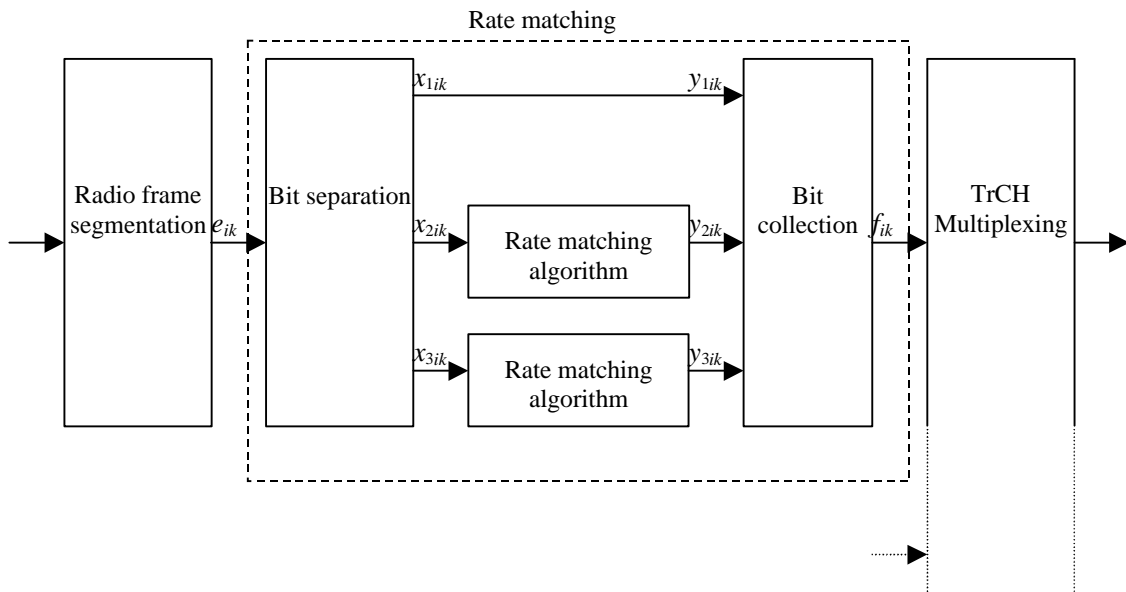 Rate matching
x1ik
y1ik
Radio frame
segmentation
eik
Bit separation
x2ik
Rate matching
algorithm
y2ik
x3ik
Rate matching
algorithm
y3ik
Bit
collection
fik
TrCH
Multiplexing